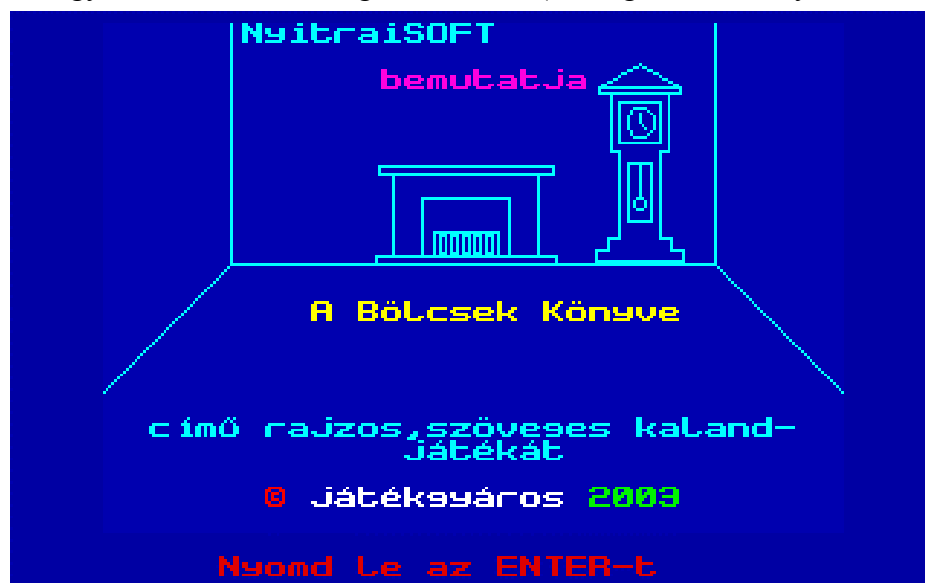 NyitraiSOFT
bemutatja
A Bölcsek Könyve
című rajzos,szöveges kaland-
játékát
© játékgyáros 2003
Nyomd le az ENTER-t